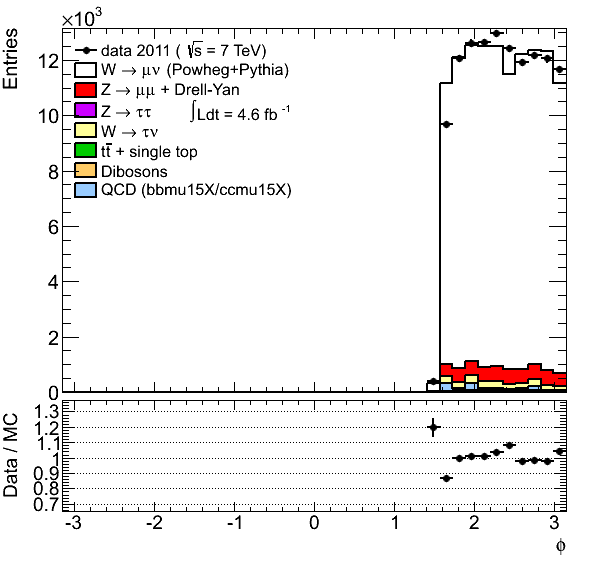 ×10³
Entries
12
10
8
6
4
2
0
data 2011 ( √s = 7 TeV)
W → μν (Powheg+Pythia)
Z → μμ + Drell-Yan
Z → ττ
∫Ldt = 4.6 fb ⁻¹
W → τν
tt̄ + single top
Dibosons
QCD (bbmu15X/ccmu15X)
Data / MC
1.3
1.2
1.1
1
0.9
0.8
0.7
-3 -2 -1 0 1 2 3
ϕ